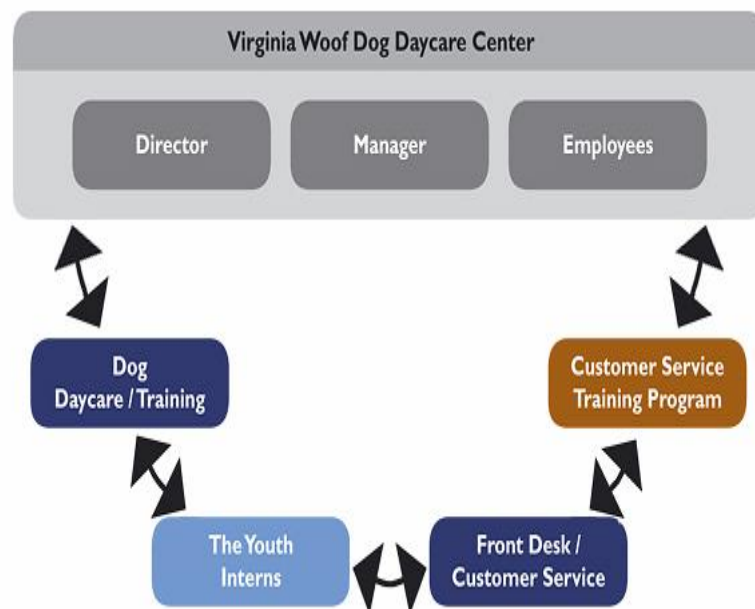 Virginia Woof Dog Daycare Center
Director
Manager
Employees
Dog
Daycare / Training
Customer Service
Training Program
The Youth
Interns
Front Desk /
Customer Service